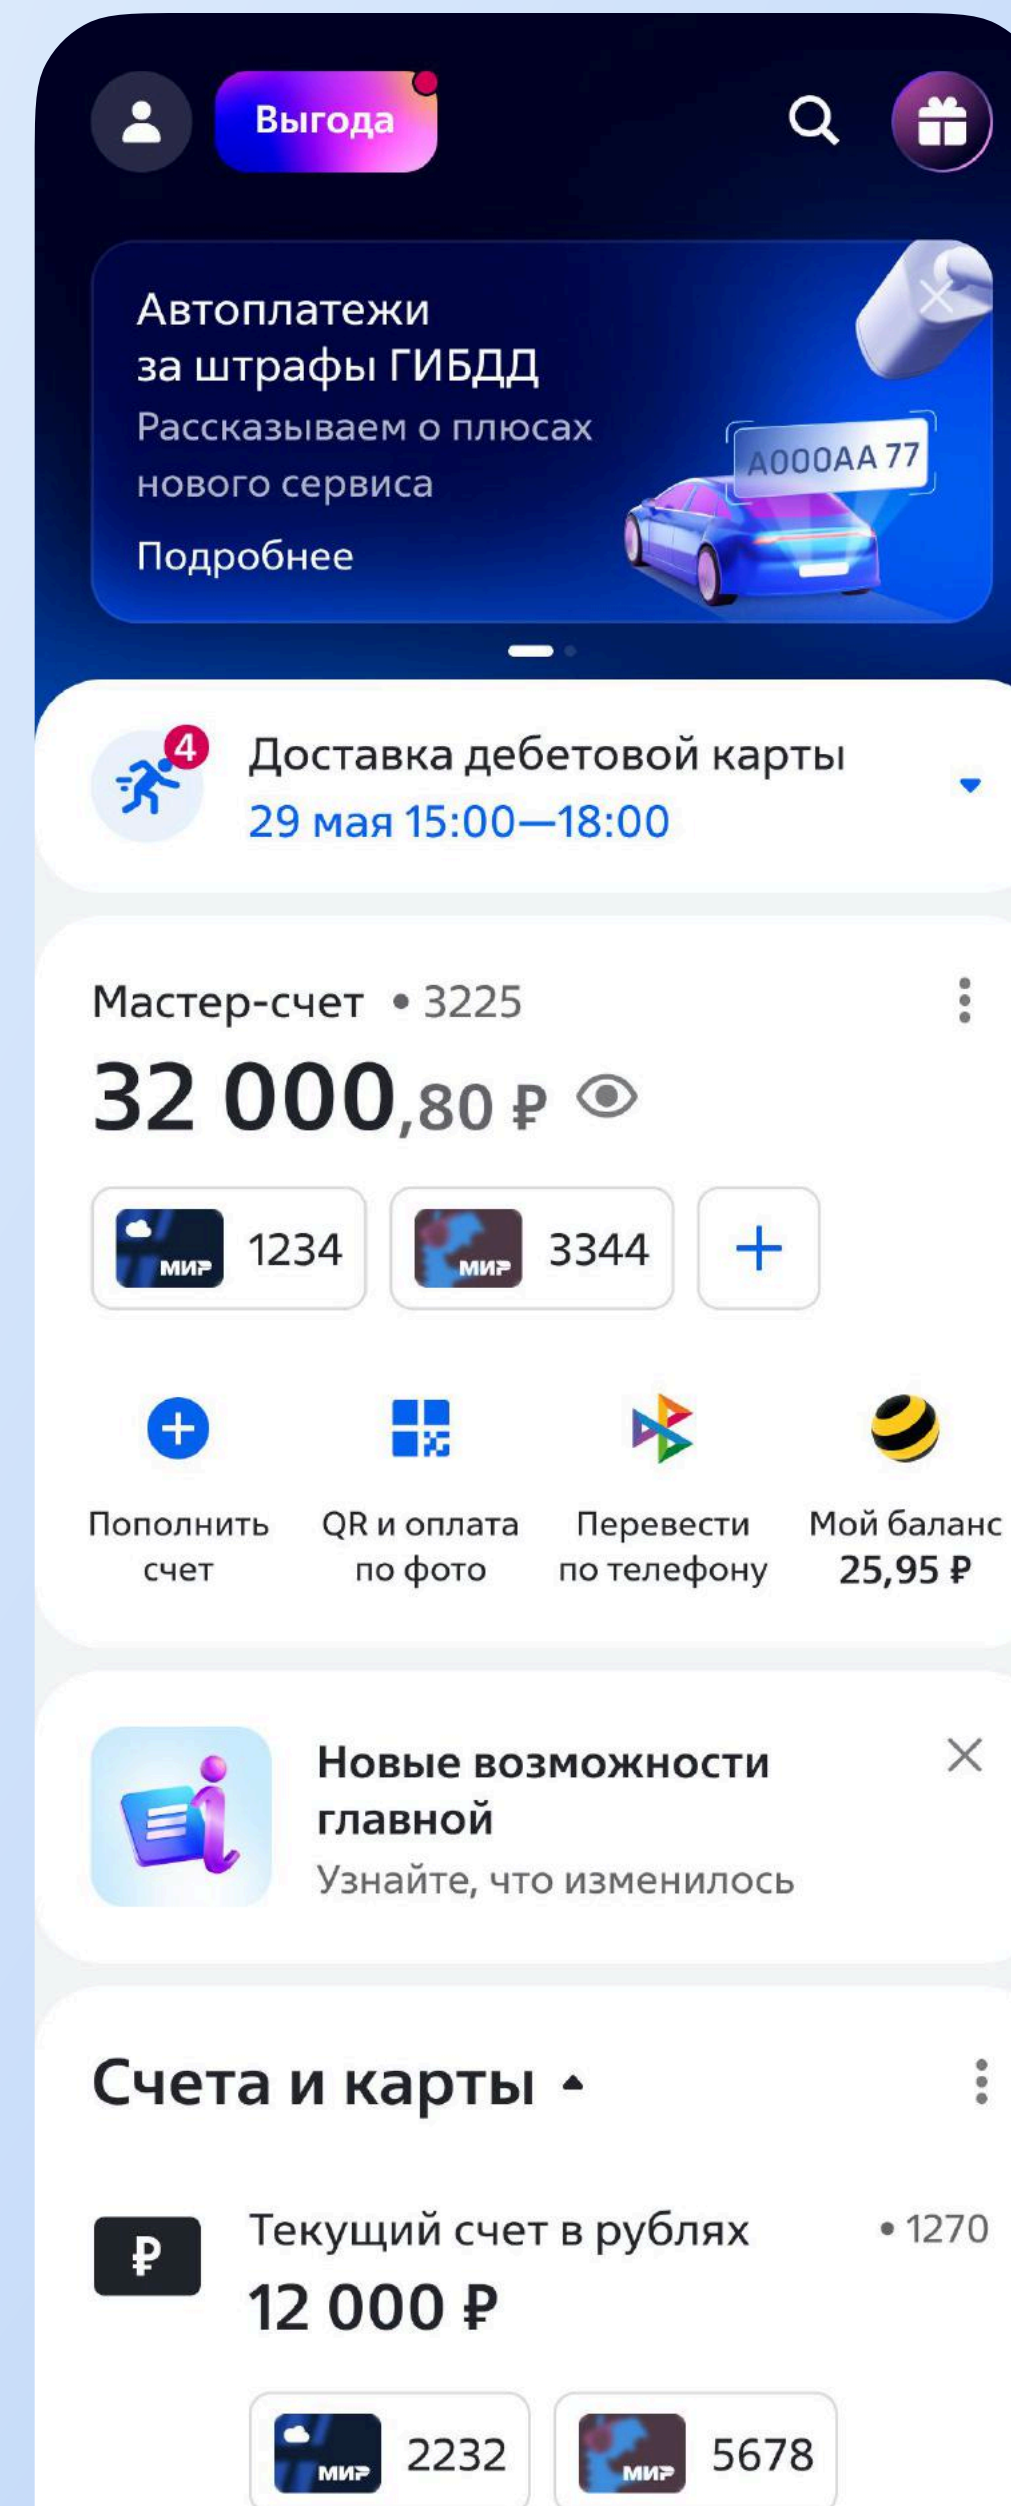 Выгода
Автоплатежи
за штрафы ГИБДД
Рассказываем о плюсах
нового сервиса
Подробнее
А000АА 77
4
Доставка дебетовой карты
29 мая 15:00—18:00
Мастер-счет • 3225
32 000,80 ₽
МИР 1234 МИР 3344
Пополнить счет
QR и оплата по фото
Перевести по телефону
Мой баланс 25,95 ₽
Новые возможности
главной
Узнайте, что изменилось
Счета и карты
Текущий счет в рублях • 1270
₽
12 000 ₽
МИР 2232 МИР 5678